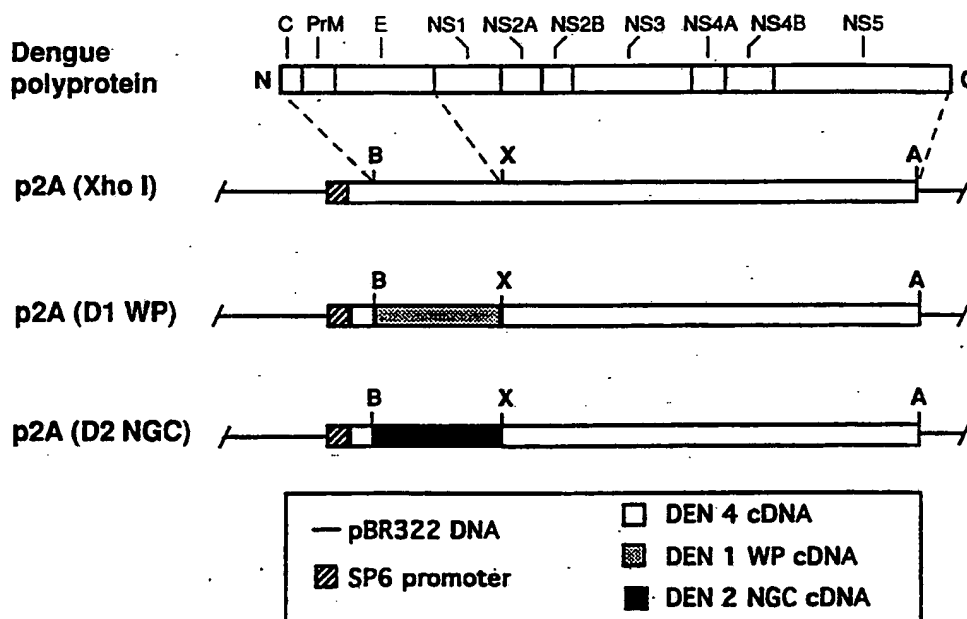 C PrM E NS1 NS2A NS2B NS3 NS4A NS4B NS5
Dengue
polyprotein
N
B X A
p2A (Xho I)
B X A
p2A (D1 WP)
B X A
p2A (D2 NGC)
pBR322 DNA
SP6 promoter
DEN 4 cDNA
DEN 1 WP cDNA
DEN 2 NGC cDNA